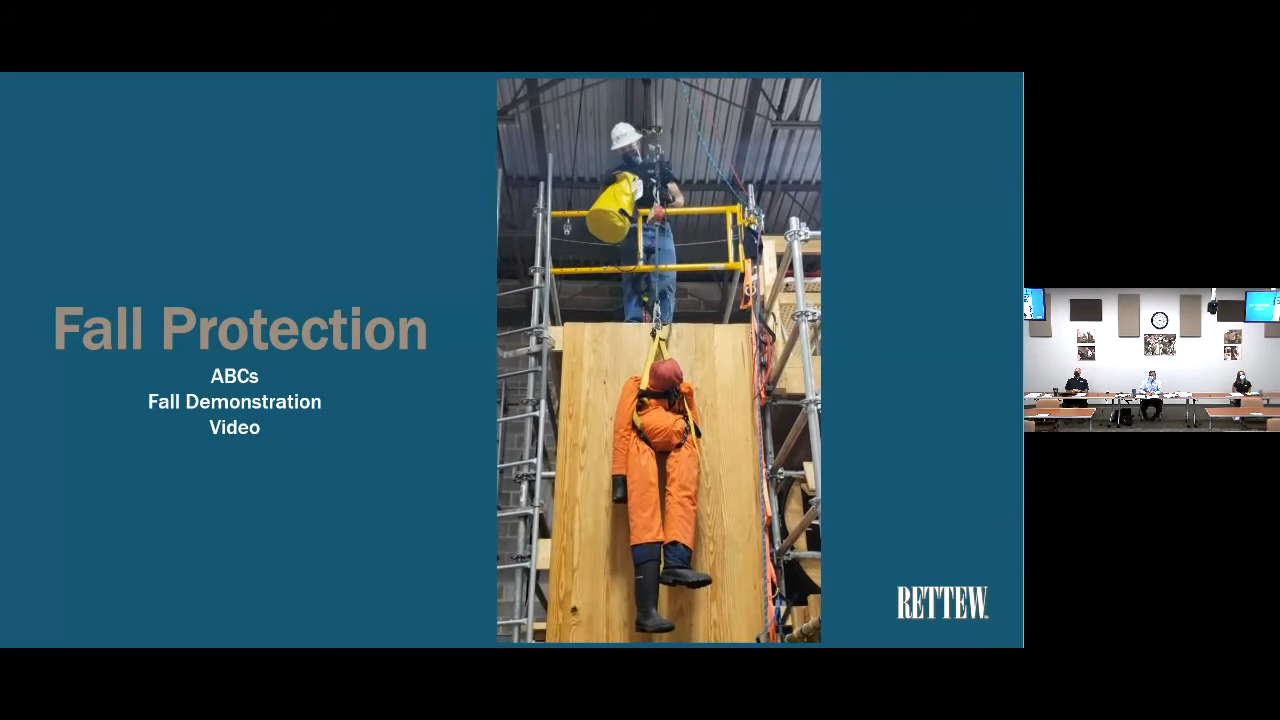 Fall Protection
ABCs
Fall Demonstration
Video
RETTEW